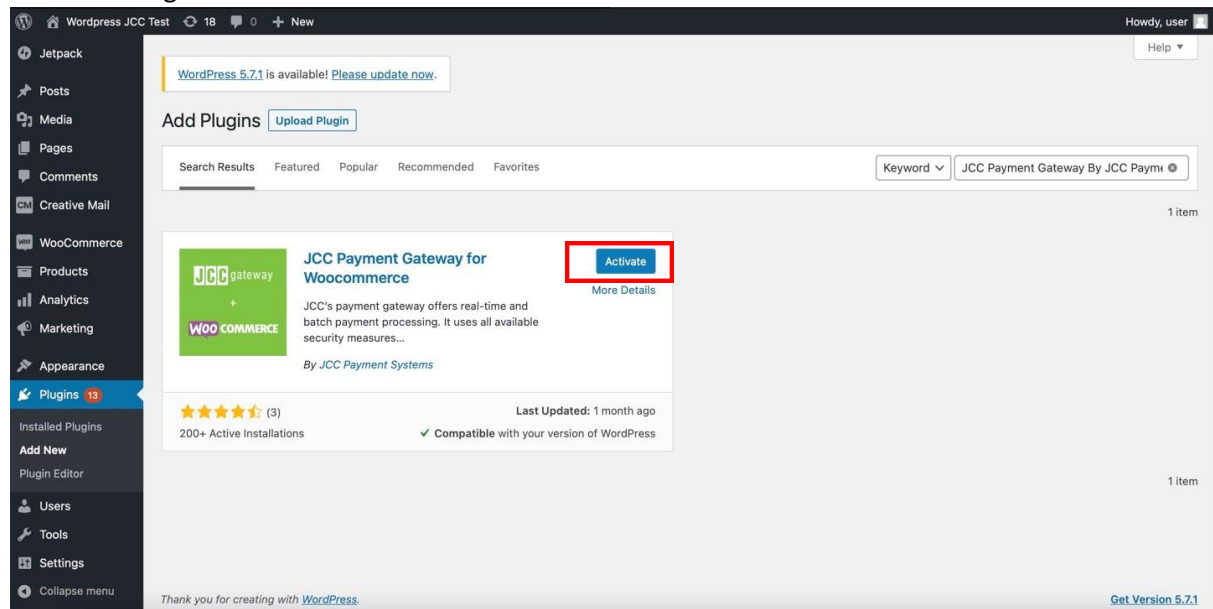 Wordpress JCC Test 18 0 + New Howdy, user
Help ▼
Jetpack
Posts
Media
Pages
Comments
CM Creative Mail
WooCommerce
Products
Analytics
Marketing
Appearance
Plugins 13
Installed Plugins
Add New
Plugin Editor
Users
Tools
Settings
Collapse menu
WordPress 5.7.1 is available! Please update now.
Add Plugins Upload Plugin
Search Results Featured Popular Recommended Favorites Keyword JCC Payment Gateway By JCC Payme
1 item
JCC gateway
+
WOO COMMERCE
JCC Payment Gateway for
Woocommerce
JCC's payment gateway offers real-time and
batch payment processing. It uses all available
security measures...
By JCC Payment Systems
Activate
More Details
(3)
200+ Active Installations
Last Updated: 1 month ago
✓ Compatible with your version of WordPress
1 item
Thank you for creating with WordPress. Get Version 5.7.1